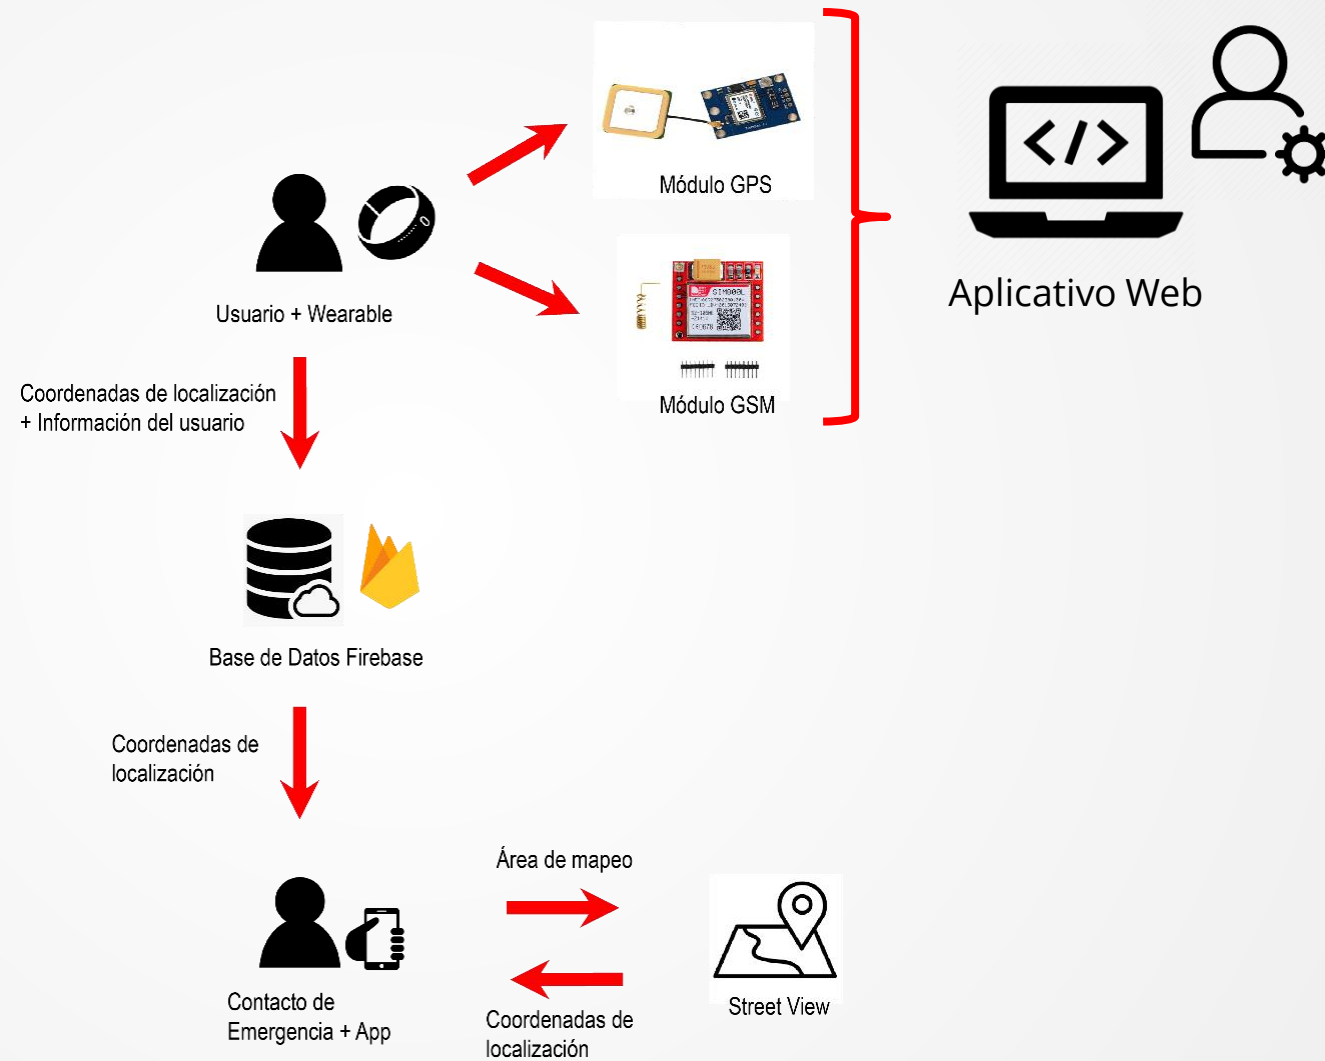 Módulo GPS
</>
Aplicativo Web
SIM800L
Módulo GSM
Usuario + Wearable
Coordenadas de localización
+ Información del usuario
Base de Datos Firebase
Coordenadas de
localización
Área de mapeo
Contacto de
Emergencia + App
Coordenadas de
localización
Street View